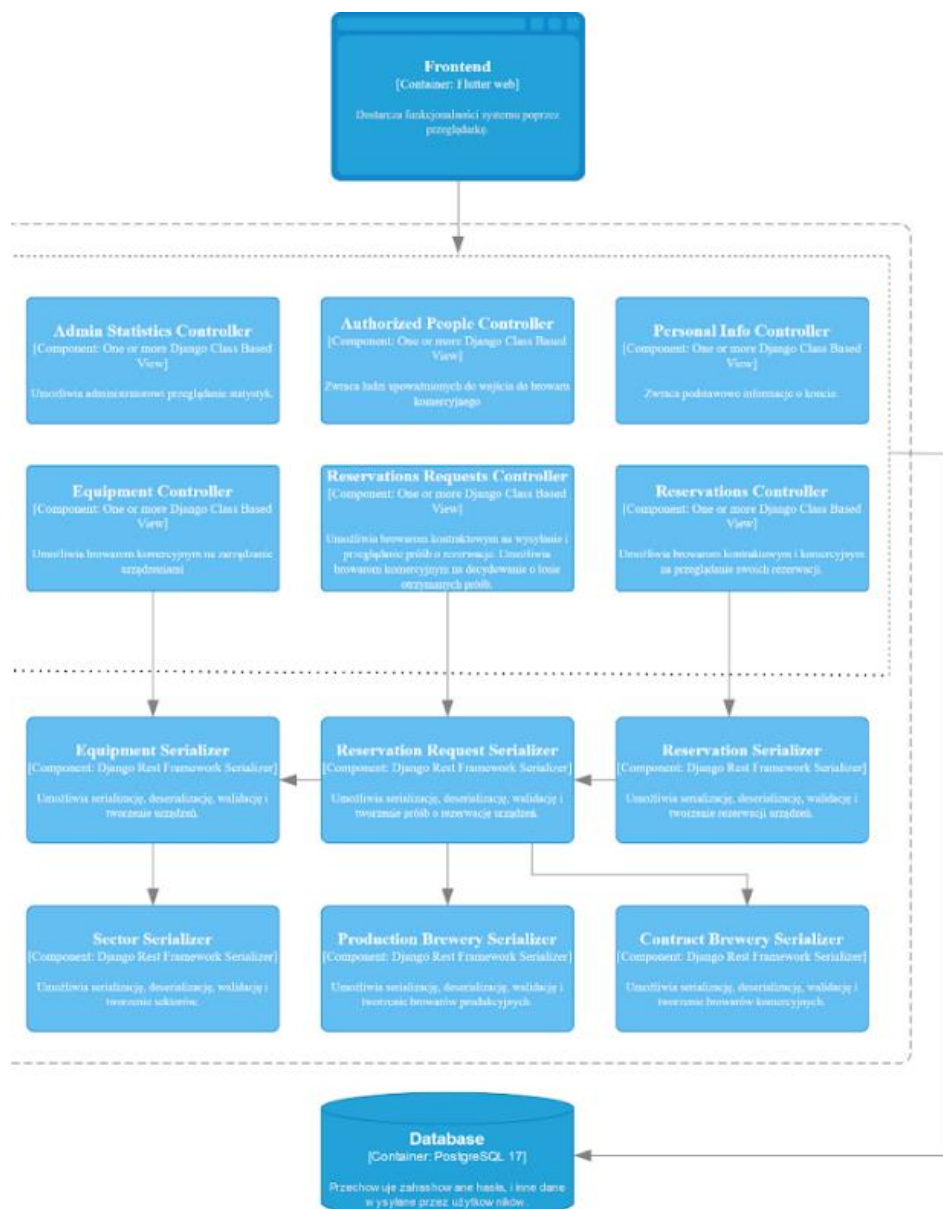 Frontend
[Container: Flutter web]
Dostarcza funkcjonalności systemu poprzez
przeglądarkę.
Admin Statistics Controller
[Component: One or more Django Class Based
View]
Umożliwia administratorowi przeglądanie statystyk.
Authorized People Controller
[Component: One or more Django Class Based
View]
Zwraca ludzi upoważnionych do wejścia do browaru
komercyjnego
Personal Info Controller
[Component: One or more Django Class Based
View]
Zwraca podstawowe informacje o koncie.
Equipment Controller
[Component: One or more Django Class Based
View]
Umożliwia browarom komercyjnym na zarządzanie
urządzeniami
Reservations Requests Controller
[Component: One or more Django Class Based
View]
Umożliwia browarom kontraktowym na wysyłanie i
przeglądanie próśb o rezerwacje. Umożliwia
browarom komercyjnym na decydowanie o losie
otrzymanych próśb.
Reservations Controller
[Component: One or more Django Class Based
View]
Umożliwia browarom kontraktowym i komercyjnym
na przeglądanie swoich rezerwacji.
Equipment Serializer
[Component: Django Rest Framework Serializer]
Umożliwia serializację, deserializację, walidację i
tworzenie urządzeń.
Reservation Request Serializer
[Component: Django Rest Framework Serializer]
Umożliwia serializację, deserializację, walidację i
tworzenie próśb o rezerwację urządzeń.
Reservation Serializer
[Component: Django Rest Framework Serializer]
Umożliwia serializację, deserializację, walidację i
tworzenie rezerwacji urządzeń.
Sector Serializer
[Component: Django Rest Framework Serializer]
Umożliwia serializację, deserializację, walidację i
tworzenie sektorów.
Production Brewery Serializer
[Component: Django Rest Framework Serializer]
Umożliwia serializację, deserializację, walidację i
tworzenie browarów produkcyjnych.
Contract Brewery Serializer
[Component: Django Rest Framework Serializer]
Umożliwia serializację, deserializację, walidację i
tworzenie browarów komercyjnych.
Database
[Container: PostgreSQL 17]
Przechowuje zahashowane hasła, i inne dane
wysyłane przez użytkowników.